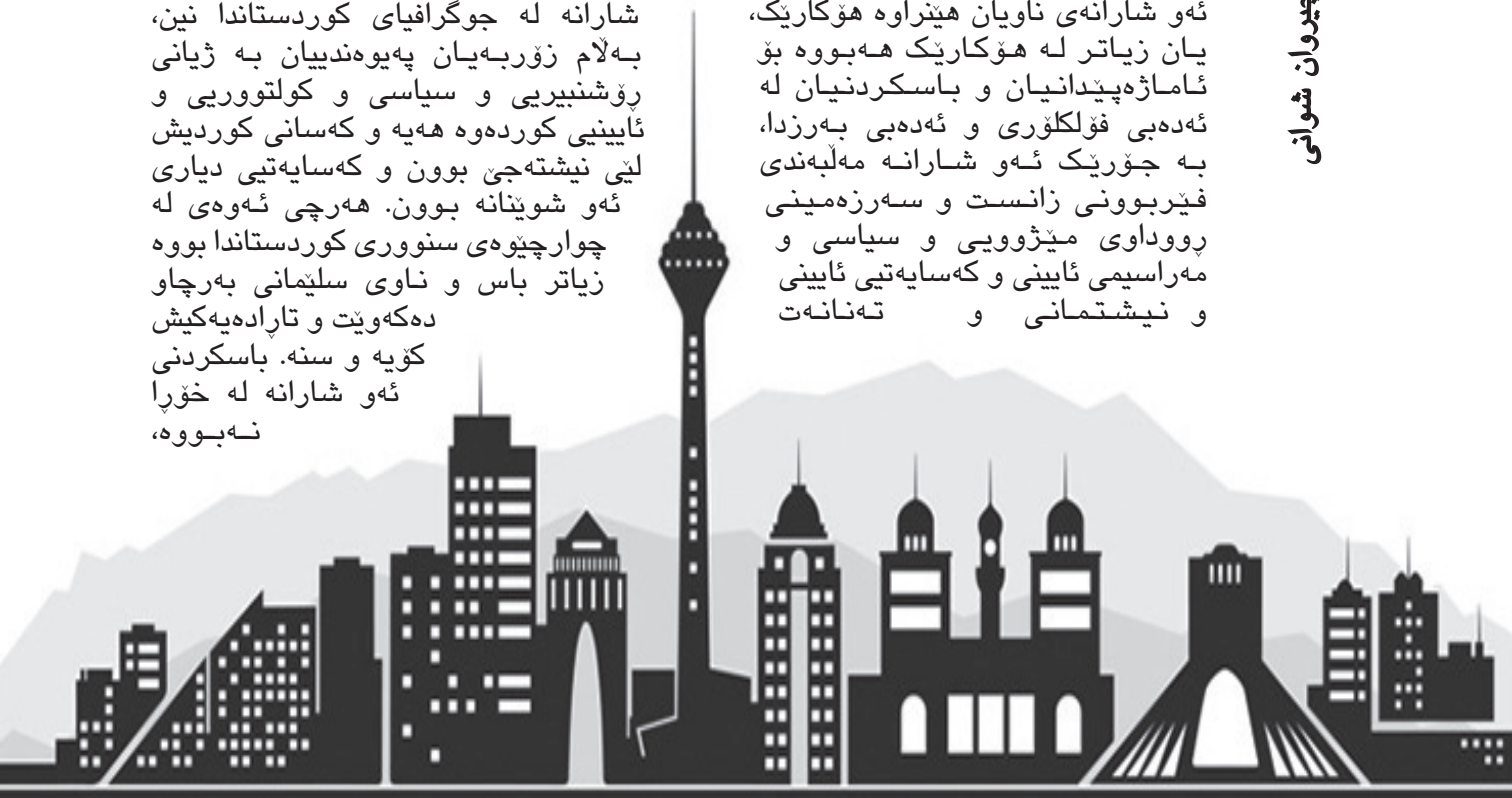 ئەو شارانەی ناویان هێنراوە هۆکارێک،
یان زیاتر لە هۆکارێک هەبووە بۆ
ئاماژەپێدانیان و باسکردنیان لە
ئەدەبی فۆلکلۆری و ئەدەبی بەرزدا،
بە جۆرێک ئەو شارانە مەڵبەندی
فێربوونی زانست و سەرزەمینی
ڕووداوی مێژوویی و سیاسی و
مەراسیمی ئایینی و کەسایەتیی ئایینی
و نیشتمانی و تەنانەت
شارانە لە جوگرافیای کوردستاندا نین،
بەڵام زۆربەیان پەیوەندییان بە ژیانی
ڕۆشنبیریی و سیاسی و کولتووریی و
ئایینیی کوردەوە هەیە و کەسانی کوردیش
لێی نیشتەجێ بوون و کەسایەتیی دیاری
ئەو شوێنانە بوون. هەرچی ئەوەی لە
چوارچێوەی سنووری کوردستاندا بووە
زیاتر باس و ناوی سلێمانی بەرچاو
دەکەوێت و تاڕادەیەکیش
کۆیە و سنە. باسکردنی
ئەو شارانە لە خۆڕا
نەبووە،
شوانی